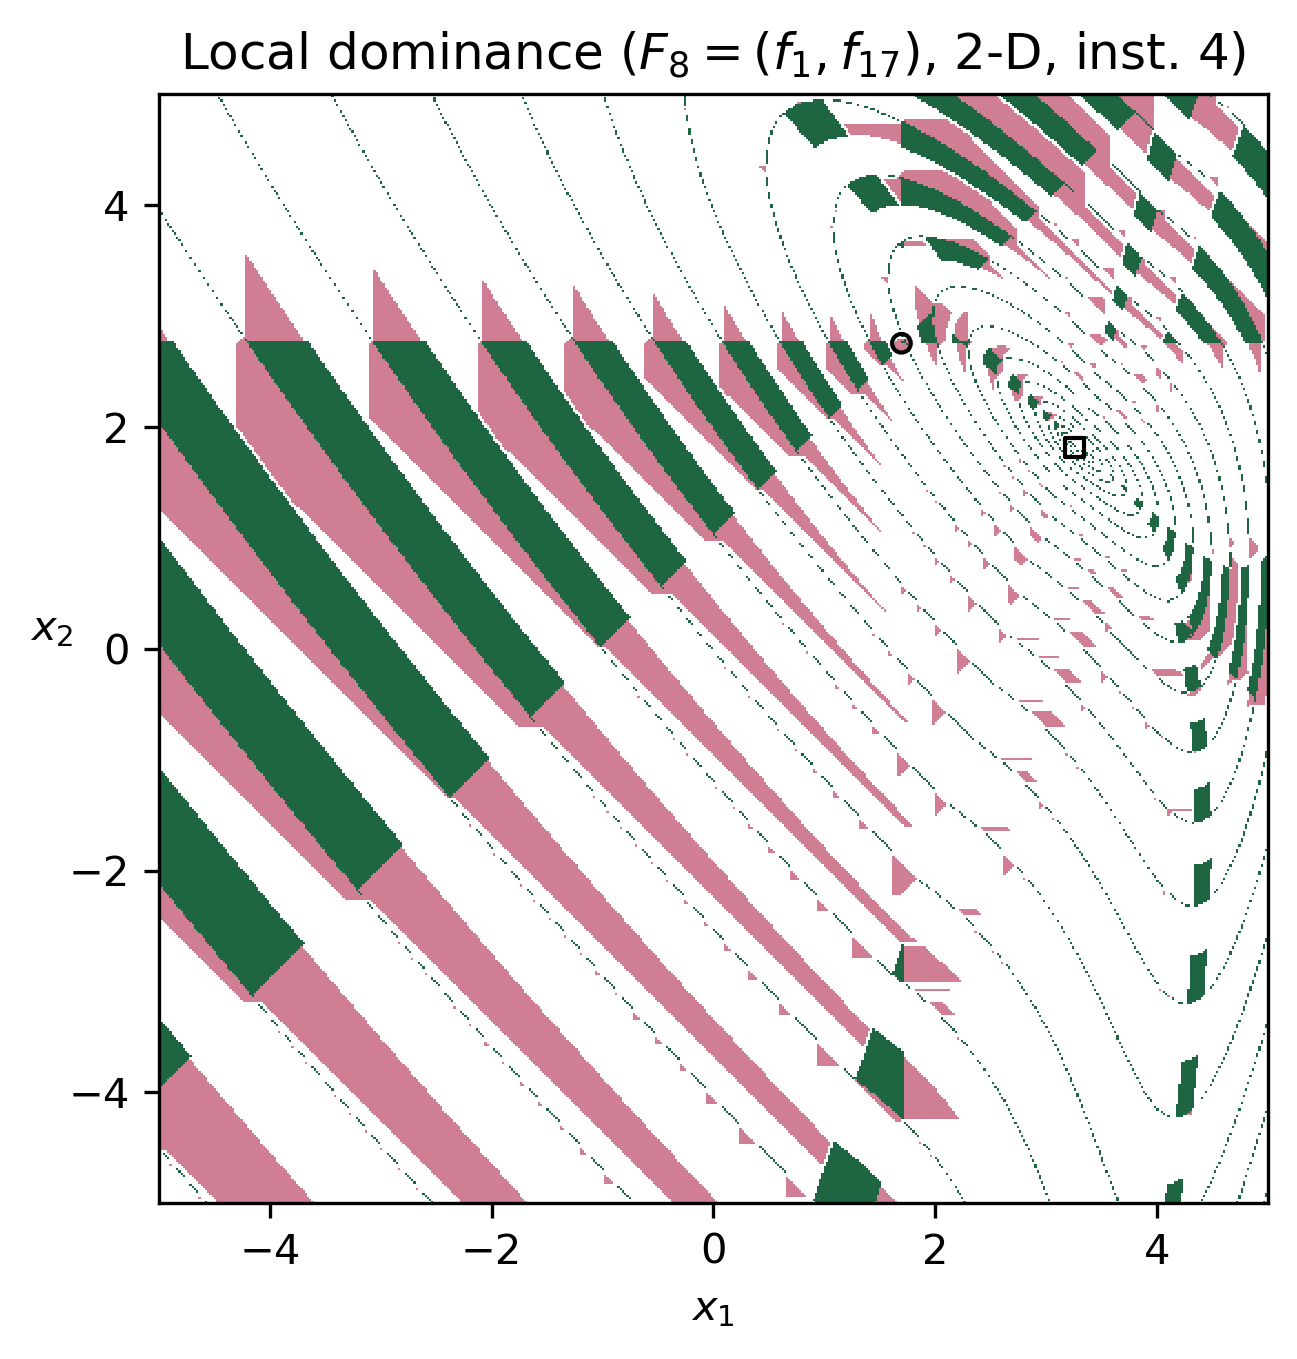 Local dominance (F₈ = (f₁, f₁₇), 2-D, inst. 4)
4
2
x₂
0
−2
−4
−4 −2 0 2 4
x₁